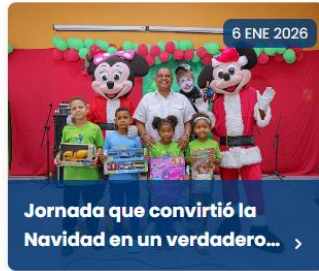 6 ENE 2026
Jornada que convirtió la
Navidad en un verdadero...